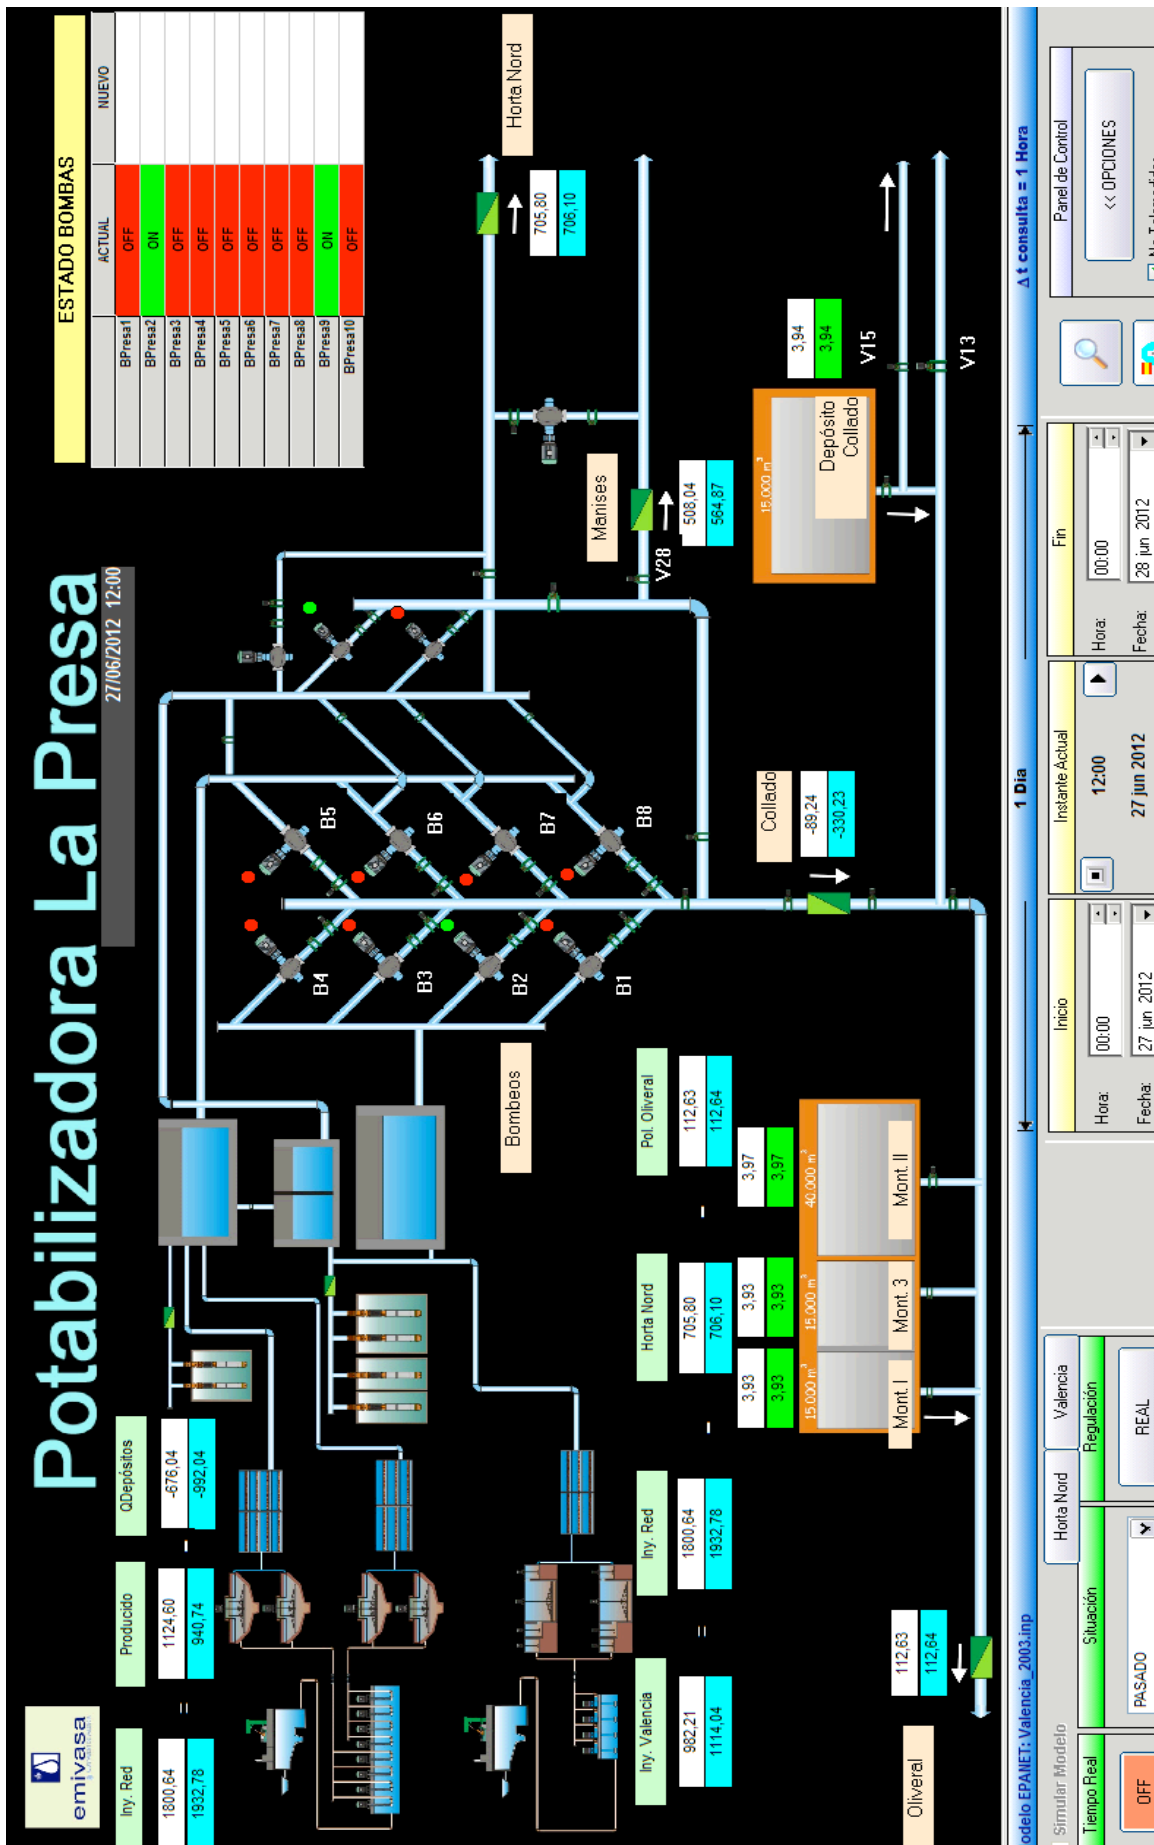 emivasa
Potabilizadora La Presa
27/06/2012 12:00
ESTADO BOMBAS
ACTUAL NUEVO
BPresa1 OFF
BPresa2 ON
BPresa3 OFF
BPresa4 OFF
BPresa5 OFF
BPresa6 OFF
BPresa7 OFF
BPresa8 OFF
BPresa9 ON
BPresa10 OFF
Iny. Red = Producido - QDepósitos
1800,64 1124,60 -676,04
1932,78 940,74 -992,04
B4 B5
B3 B6
B2 B7
B1 B8
Bombeos
Horta Nord
705,80
706,10
Manises
V28
508,04
564,87
Iny. Valencia = Iny. Red - Horta Nord - Pol. Oliveral
982,21 1800,64 705,80 112,63
1114,04 1932,78 706,10 112,64
3,93 3,93 3,97
3,93 3,93 3,97
15.000 m³ 15.000 m³ 40.000 m³
Mont. I Mont. 3 Mont. II
Collado
-89,24
-330,23
15.000 m³
Depósito
Collado
3,94
3,94
V15
V13
Oliveral
112,63
112,64
odelo EPANET: Valencia_2003.inp
1 Dia
Δt consulta = 1 Hora
Simular Modelo
Horta Nord Valencia
Tiempo Real Situación Regulación
OFF PASADO REAL
Inicio Instante Actual Fin
Hora: 00:00 12:00 Hora: 00:00
Fecha: 27 jun 2012 27 jun 2012 Fecha: 28 jun 2012
Panel de Control
<< OPCIONES